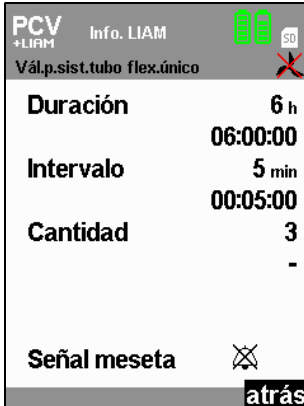 PCV Info. LIAM SD
+LIAM
Vál.p.sist.tubo flex.único
Duración 6 h
06:00:00
Intervalo 5 min
00:05:00
Cantidad 3
-
Señal meseta
atrás